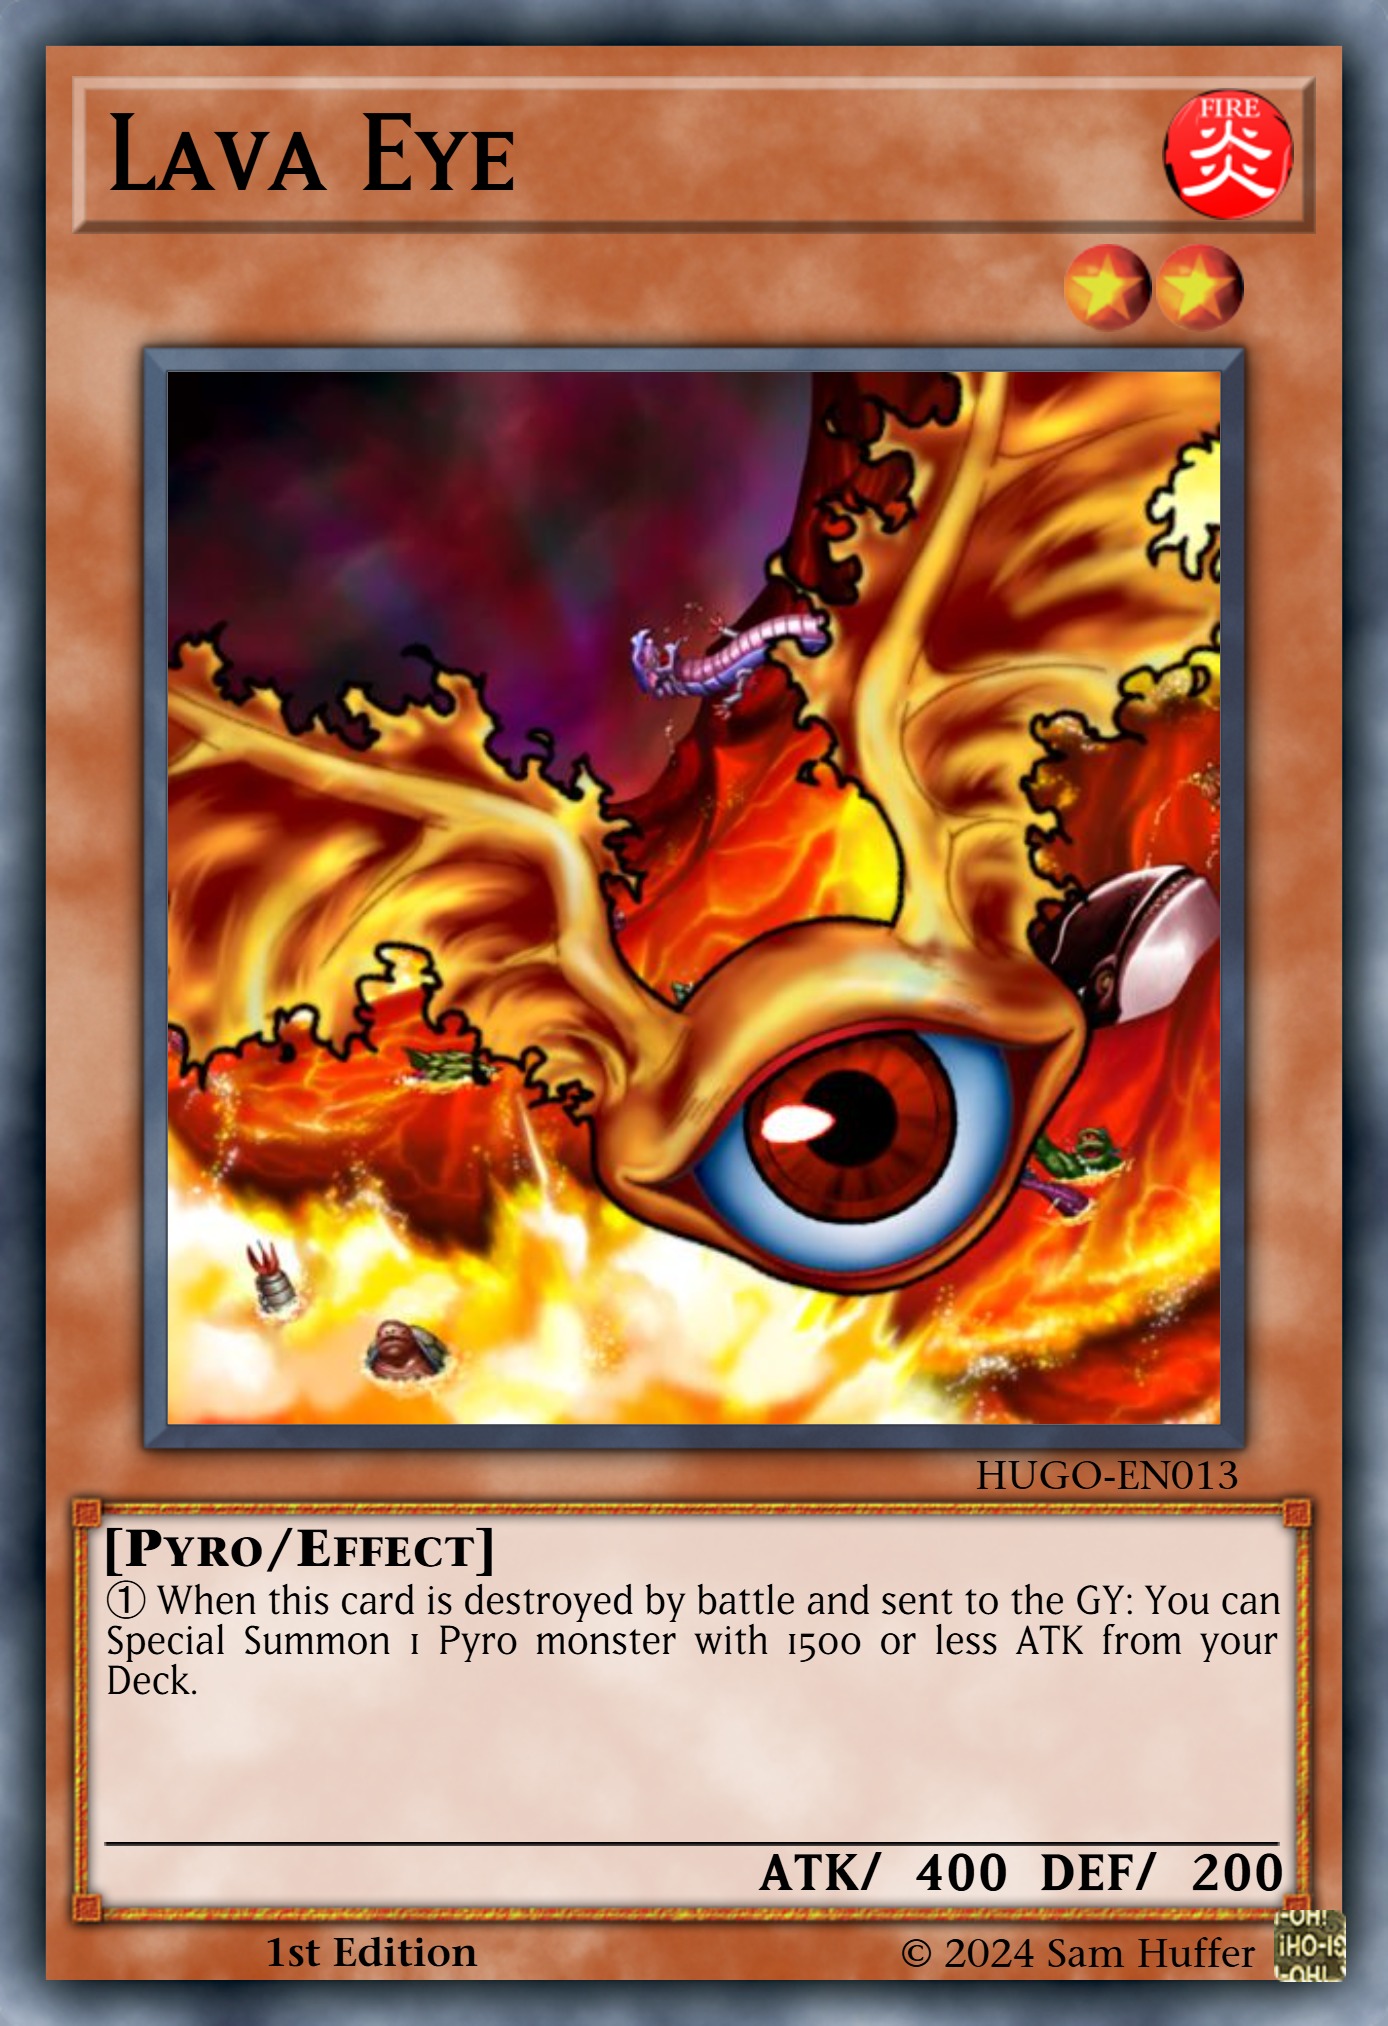 Lava Eye
FIRE
炎
HUGO-EN013
[Pyro/Effect]
① When this card is destroyed by battle and sent to the GY: You can
Special Summon 1 Pyro monster with 1500 or less ATK from your
Deck.
ATK/ 400 DEF/ 200
1st Edition
© 2024 Sam Huffer